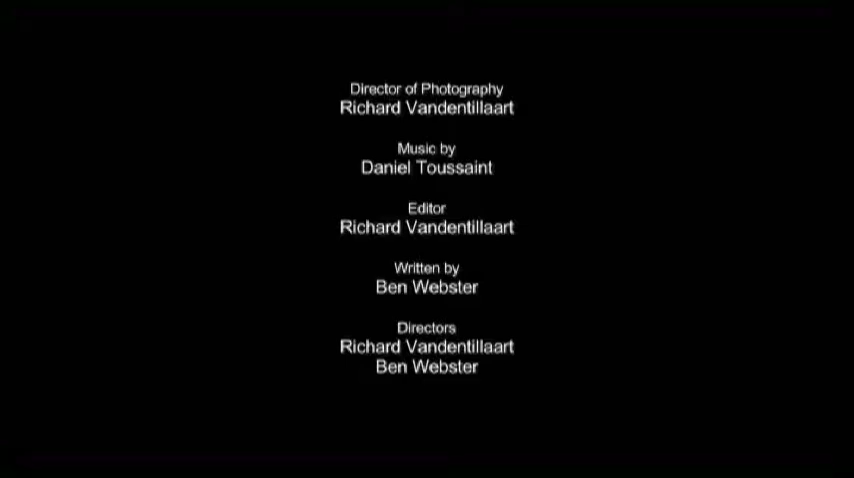 Director of Photography
Richard Vandentillaart
Music by
Daniel Toussaint
Editor
Richard Vandentillaart
Written by
Ben Webster
Directors
Richard Vandentillaart
Ben Webster